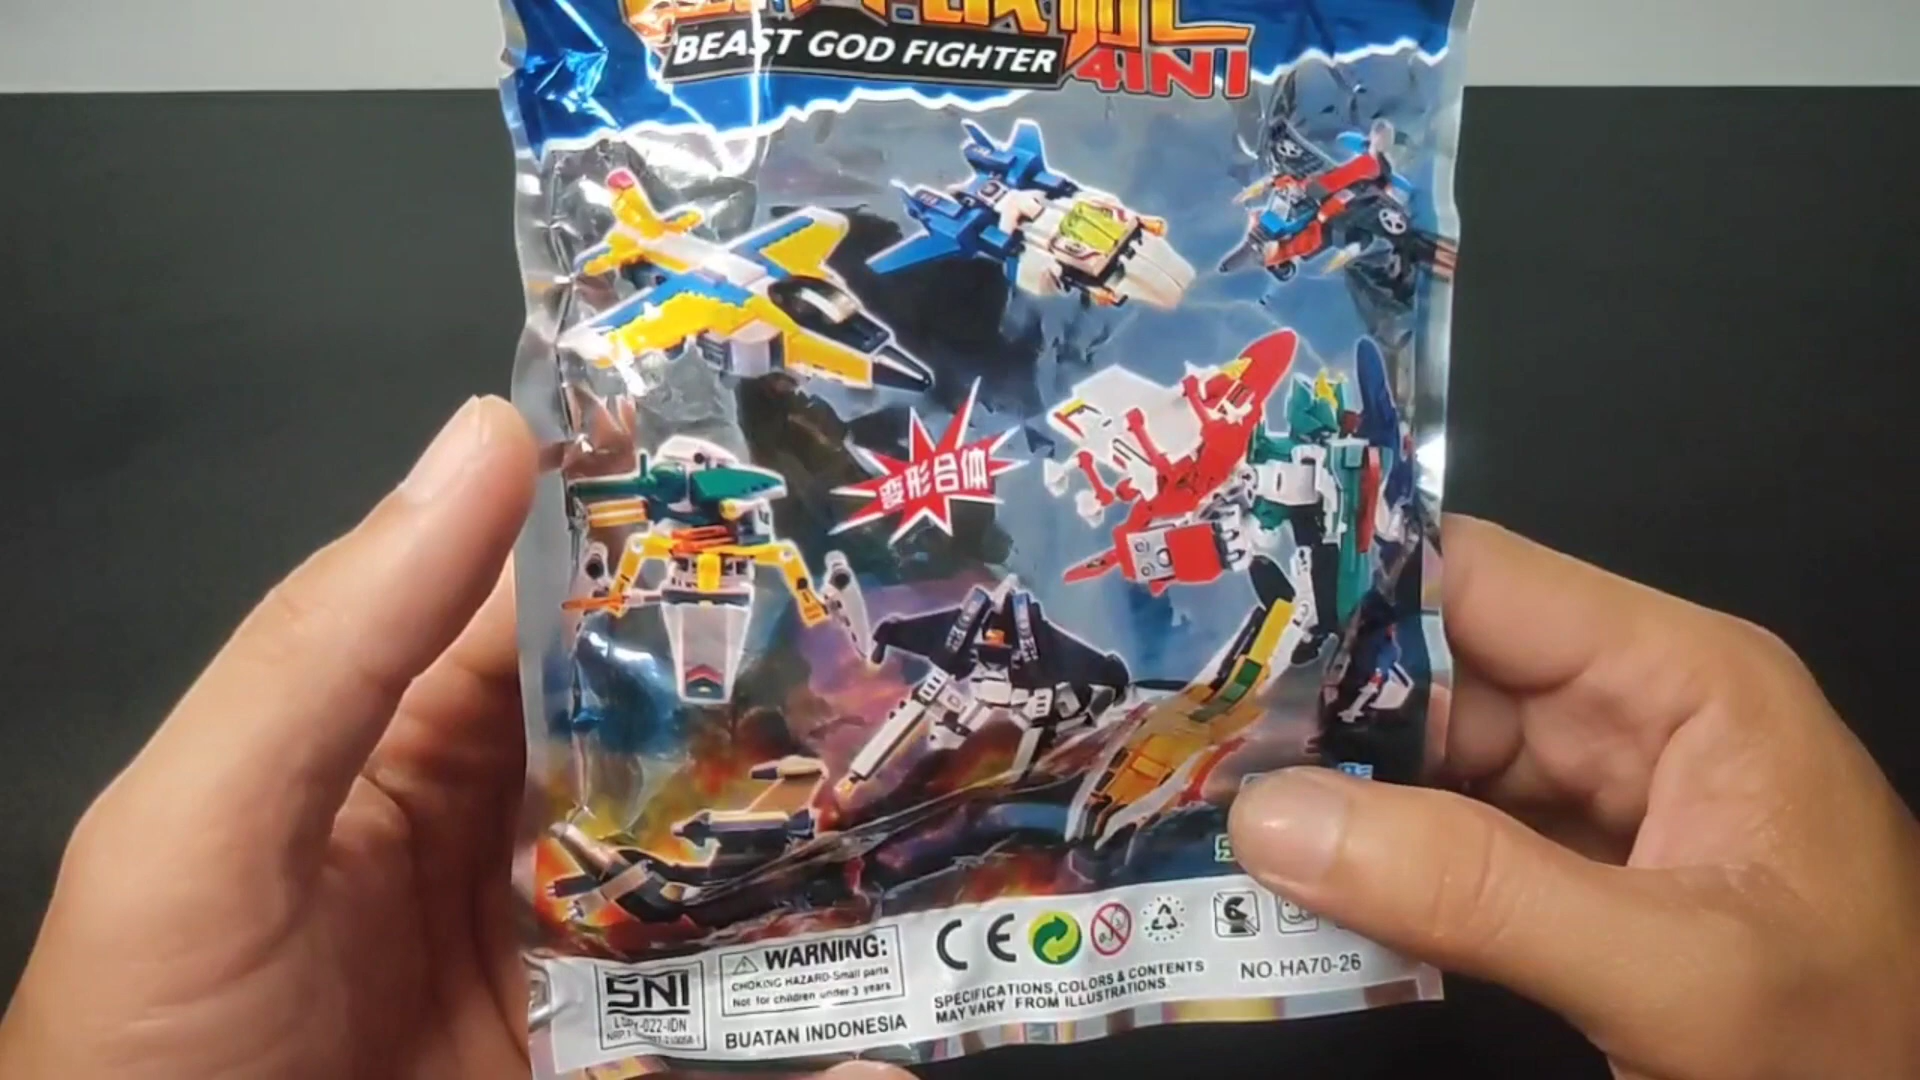 BEAST GOD FIGHTER
4IN1
变形合体
SNI
WARNING:
CHOKING HAZARD-Small parts
Not for children under 3 years
BUATAN INDONESIA
CE
SPECIFICATIONS,COLORS & CONTENTS
MAY VARY FROM ILLUSTRATIONS.
NO.HA70-26